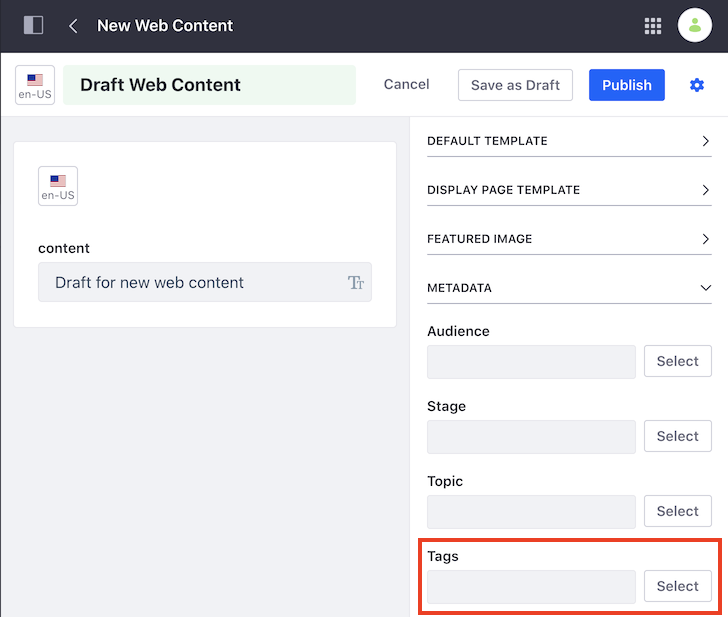 New Web Content
en-US
Draft Web Content
Cancel
Save as Draft
Publish
en-US
content
Draft for new web content
DEFAULT TEMPLATE
DISPLAY PAGE TEMPLATE
FEATURED IMAGE
METADATA
Audience
Select
Stage
Select
Topic
Select
Tags
Select